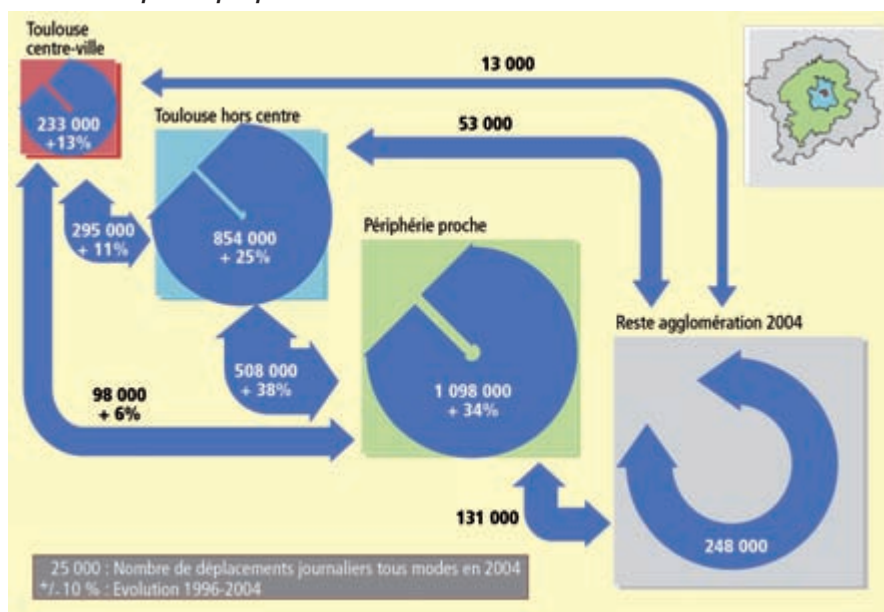 Toulouse
centre-ville
233 000
+13%
13 000
Toulouse hors centre
53 000
295 000
+ 11%
854 000
+ 25%
Périphérie proche
Reste agglomération 2004
508 000
+ 38%
98 000
+ 6%
1 098 000
+ 34%
131 000
248 000
25 000 : Nombre de déplacements journaliers tous modes en 2004
+/-10 % : Evolution 1996-2004